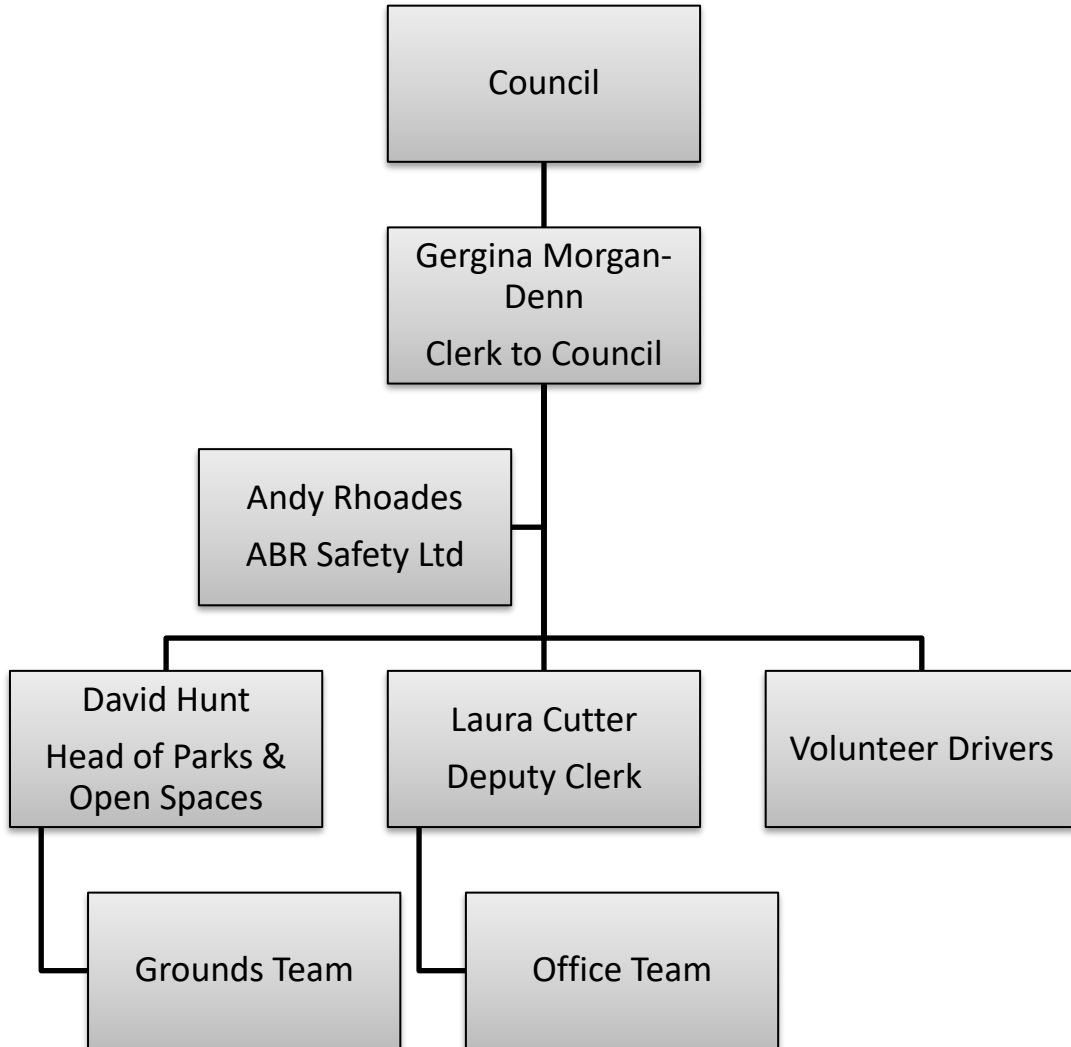 Council
Gergina Morgan-
Denn
Clerk to Council
Andy Rhoades
ABR Safety Ltd
David Hunt
Head of Parks &
Open Spaces
Laura Cutter
Deputy Clerk
Volunteer Drivers
Grounds Team
Office Team